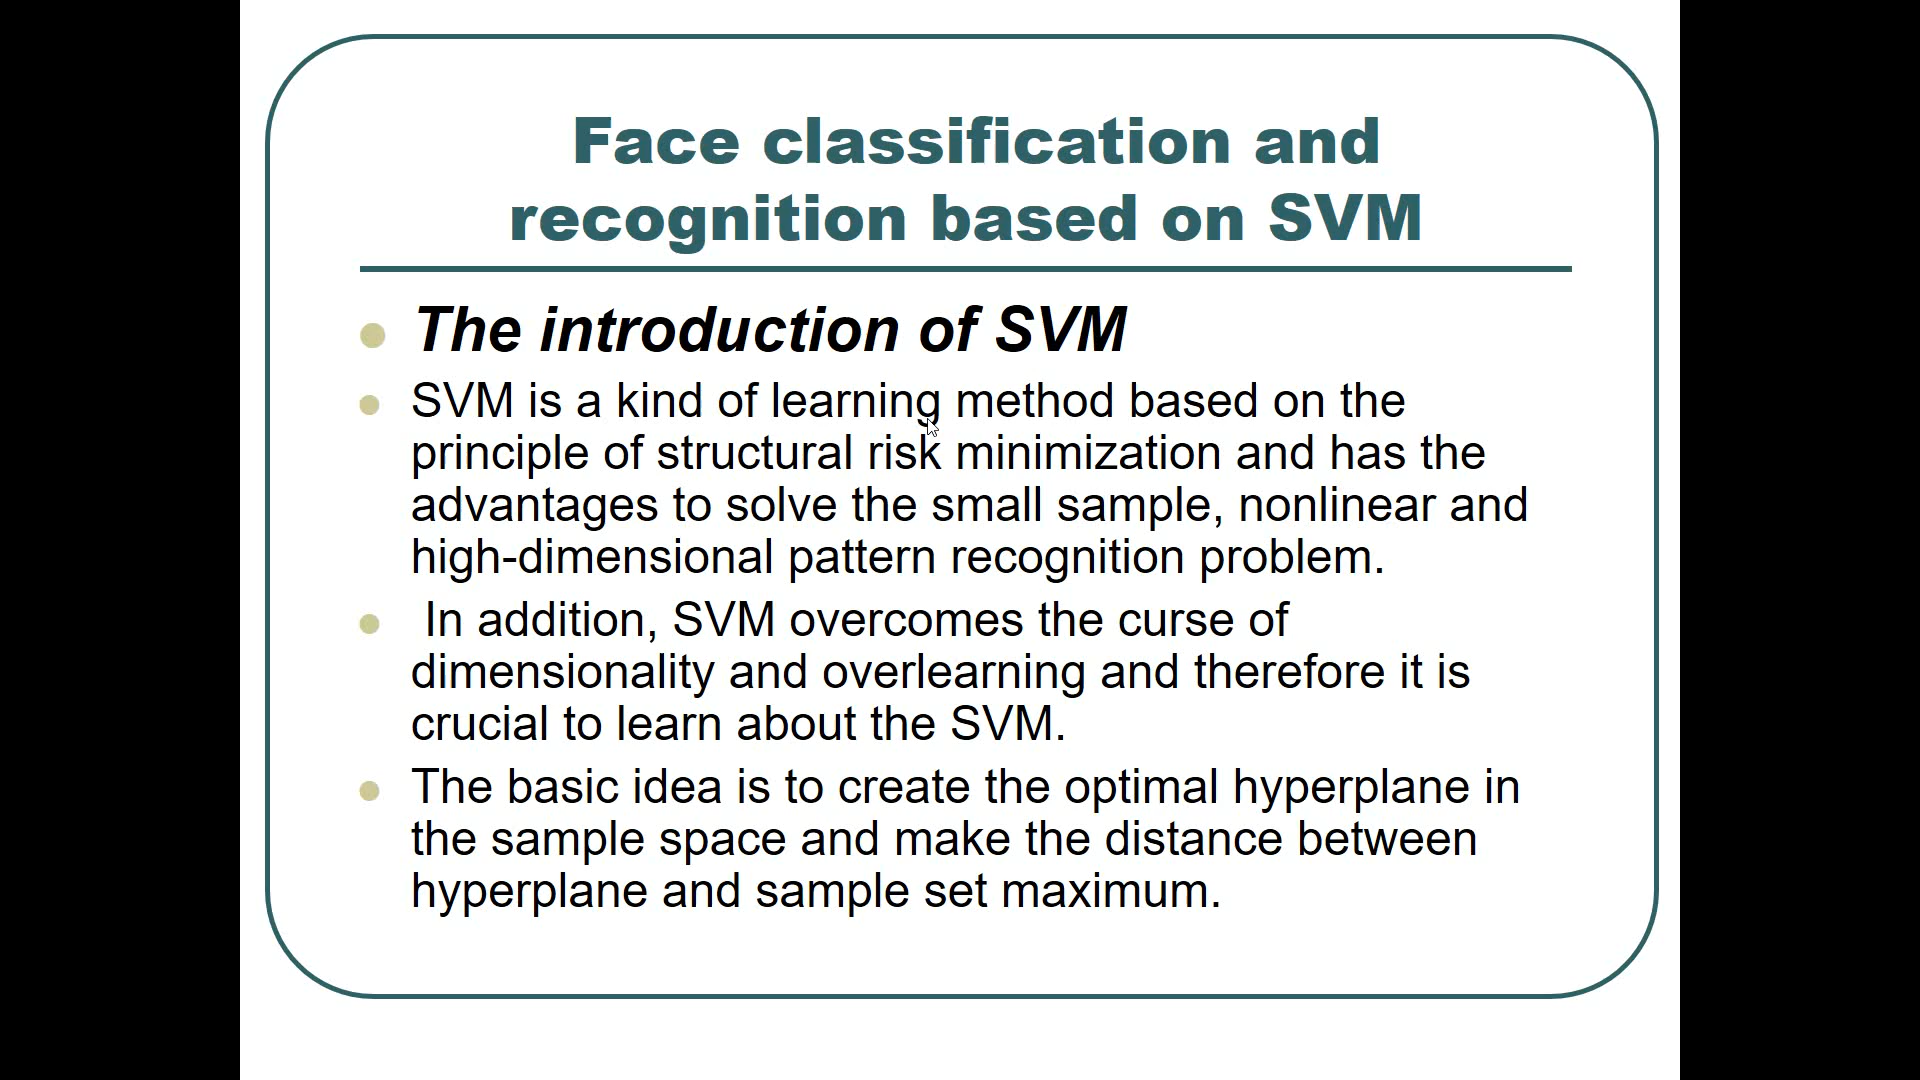 Face classification and
recognition based on SVM
The introduction of SVM
SVM is a kind of learning method based on the
principle of structural risk minimization and has the
advantages to solve the small sample, nonlinear and
high-dimensional pattern recognition problem.
In addition, SVM overcomes the curse of
dimensionality and overlearning and therefore it is
crucial to learn about the SVM.
The basic idea is to create the optimal hyperplane in
the sample space and make the distance between
hyperplane and sample set maximum.